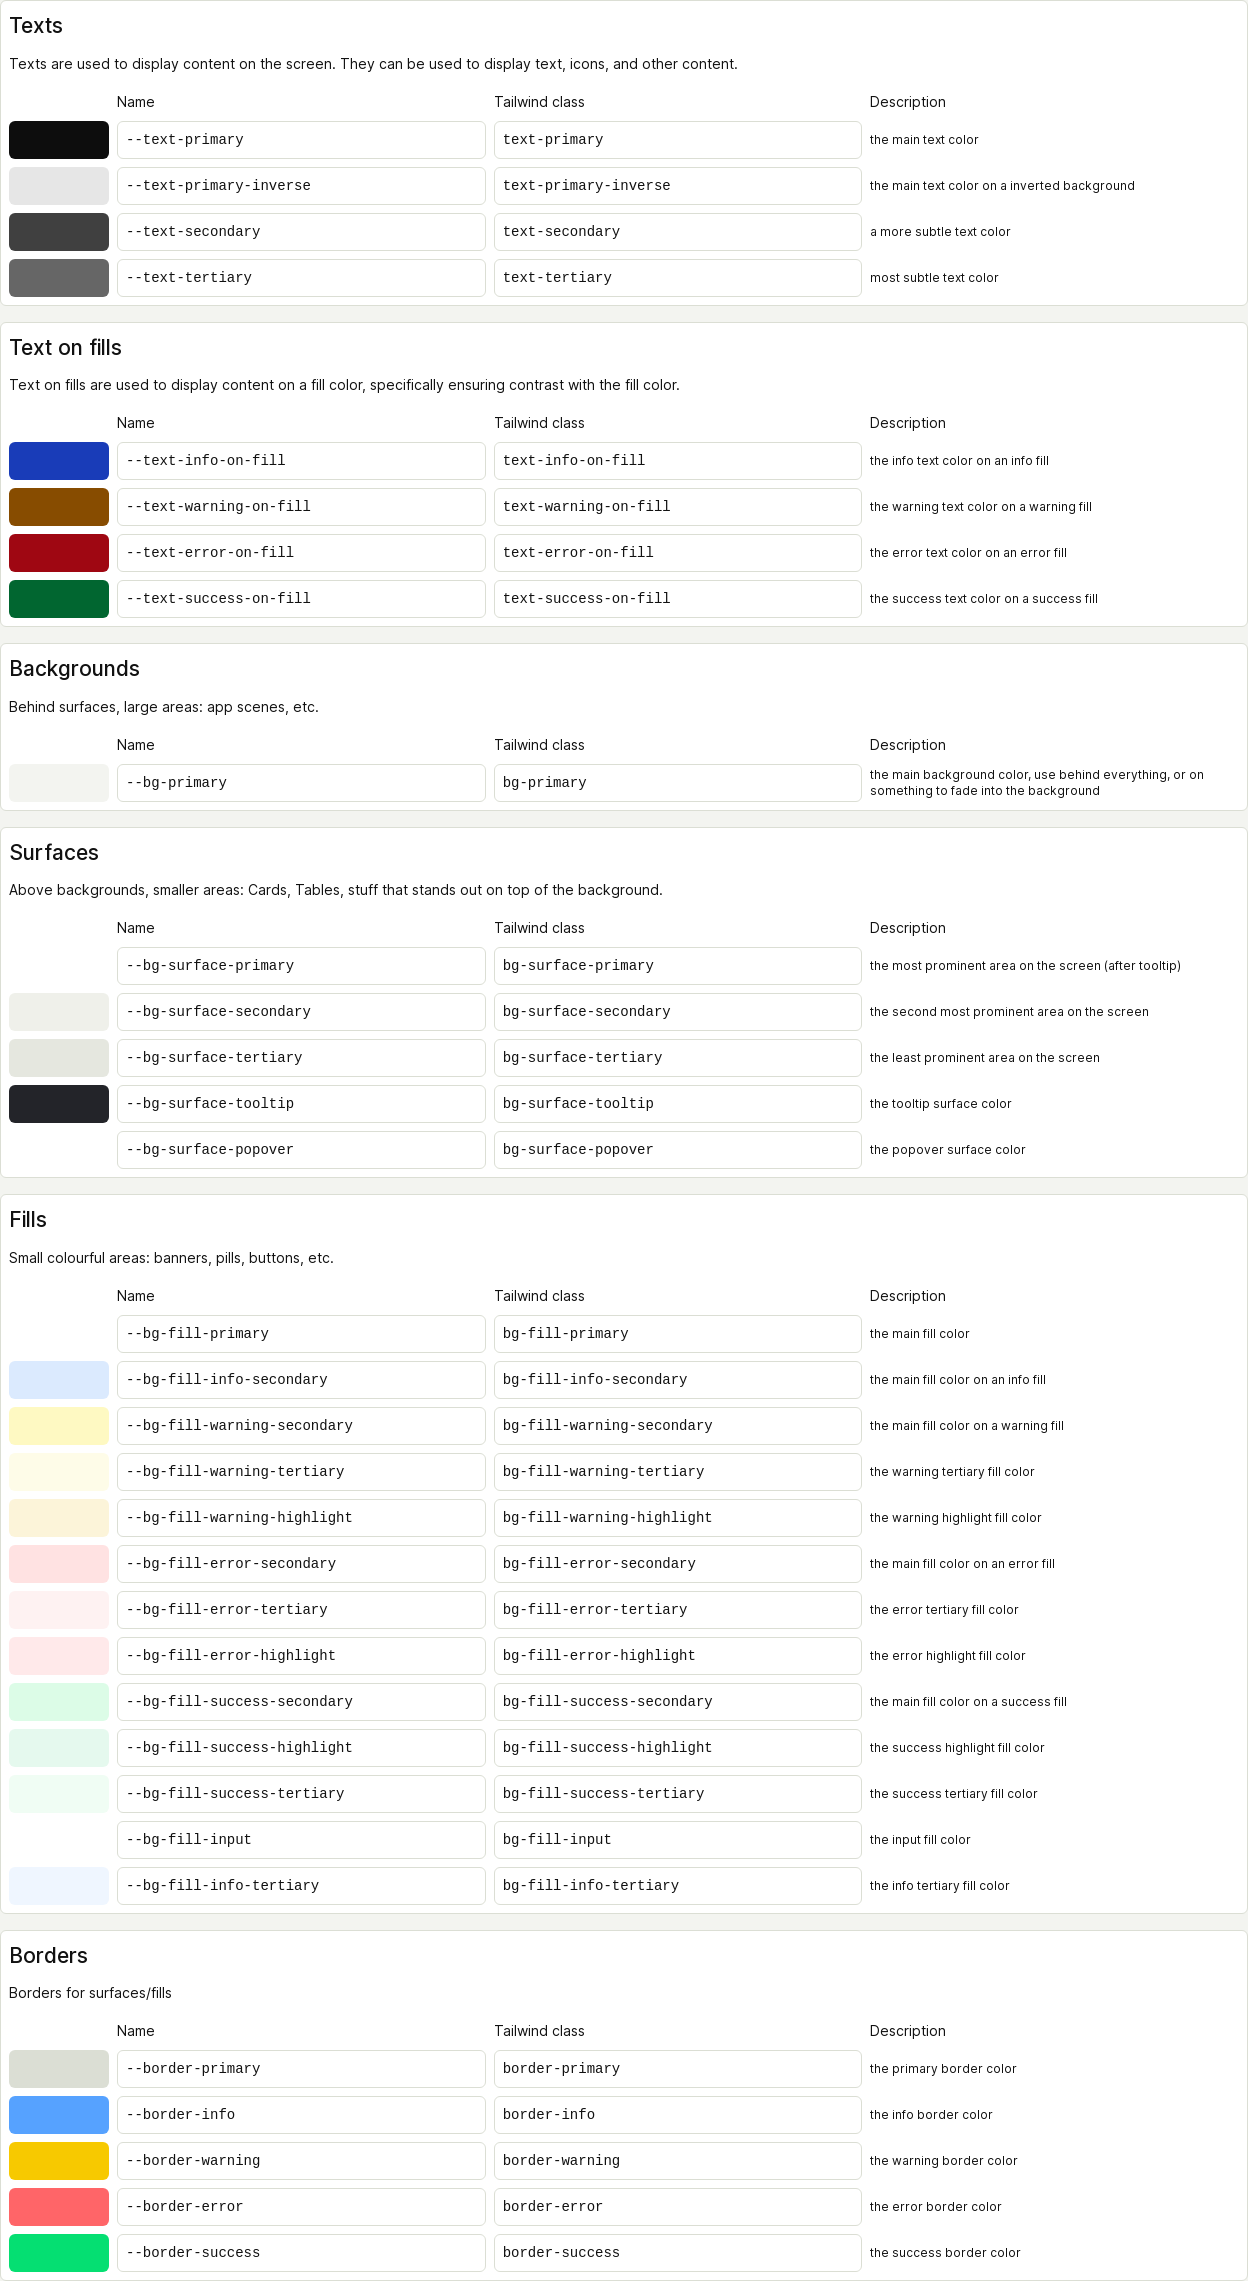 Texts
Texts are used to display content on the screen. They can be used to display text, icons, and other content.
Name Tailwind class Description
--text-primary text-primary the main text color
--text-primary-inverse text-primary-inverse the main text color on a inverted background
--text-secondary text-secondary a more subtle text color
--text-tertiary text-tertiary most subtle text color
Text on fills
Text on fills are used to display content on a fill color, specifically ensuring contrast with the fill color.
Name Tailwind class Description
--text-info-on-fill text-info-on-fill the info text color on an info fill
--text-warning-on-fill text-warning-on-fill the warning text color on a warning fill
--text-error-on-fill text-error-on-fill the error text color on an error fill
--text-success-on-fill text-success-on-fill the success text color on a success fill
Backgrounds
Behind surfaces, large areas: app scenes, etc.
Name Tailwind class Description
--bg-primary bg-primary the main background color, use behind everything, or on
something to fade into the background
Surfaces
Above backgrounds, smaller areas: Cards, Tables, stuff that stands out on top of the background.
Name Tailwind class Description
--bg-surface-primary bg-surface-primary the most prominent area on the screen (after tooltip)
--bg-surface-secondary bg-surface-secondary the second most prominent area on the screen
--bg-surface-tertiary bg-surface-tertiary the least prominent area on the screen
--bg-surface-tooltip bg-surface-tooltip the tooltip surface color
--bg-surface-popover bg-surface-popover the popover surface color
Fills
Small colourful areas: banners, pills, buttons, etc.
Name Tailwind class Description
--bg-fill-primary bg-fill-primary the main fill color
--bg-fill-info-secondary bg-fill-info-secondary the main fill color on an info fill
--bg-fill-warning-secondary bg-fill-warning-secondary the main fill color on a warning fill
--bg-fill-warning-tertiary bg-fill-warning-tertiary the warning tertiary fill color
--bg-fill-warning-highlight bg-fill-warning-highlight the warning highlight fill color
--bg-fill-error-secondary bg-fill-error-secondary the main fill color on an error fill
--bg-fill-error-tertiary bg-fill-error-tertiary the error tertiary fill color
--bg-fill-error-highlight bg-fill-error-highlight the error highlight fill color
--bg-fill-success-secondary bg-fill-success-secondary the main fill color on a success fill
--bg-fill-success-highlight bg-fill-success-highlight the success highlight fill color
--bg-fill-success-tertiary bg-fill-success-tertiary the success tertiary fill color
--bg-fill-input bg-fill-input the input fill color
--bg-fill-info-tertiary bg-fill-info-tertiary the info tertiary fill color
Borders
Borders for surfaces/fills
Name Tailwind class Description
--border-primary border-primary the primary border color
--border-info border-info the info border color
--border-warning border-warning the warning border color
--border-error border-error the error border color
--border-success border-success the success border color